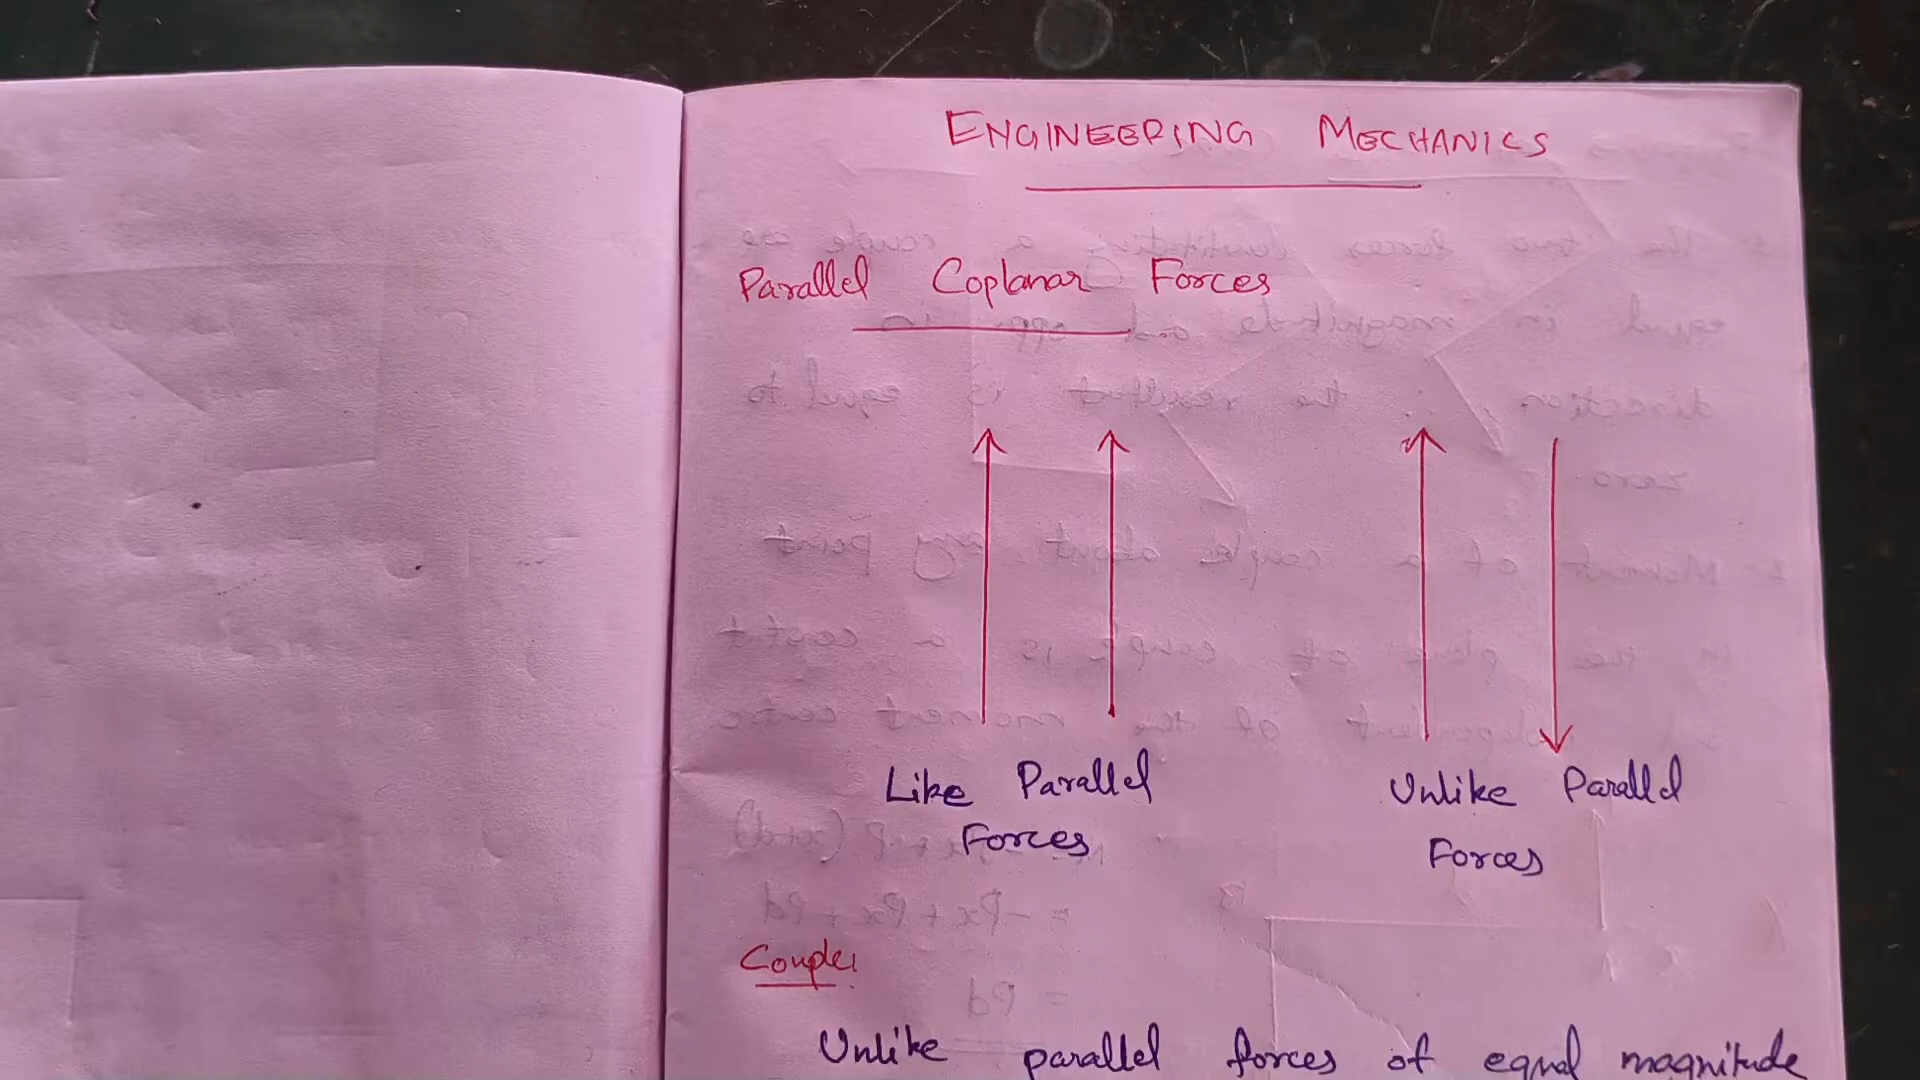 ENGINEERING MECHANICS
Parallel Coplanar Forces
Like Parallel
Forces
Unlike Parallel
Forces
Couple:
Unlike parallel forces of equal magnitude